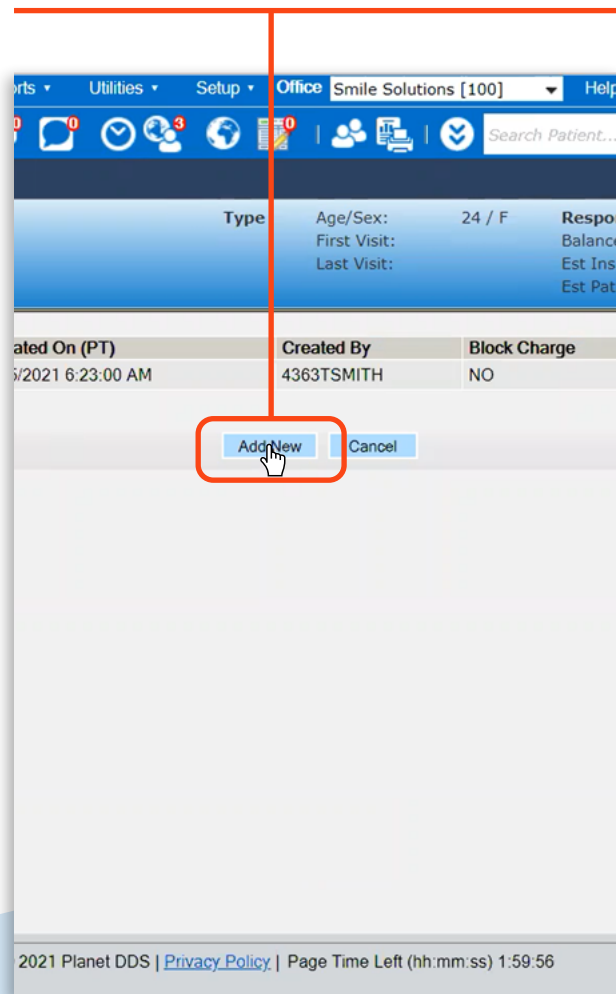 orts Utilities Setup Office Smile Solutions [100] Help
0 0 3 0 Search Patient...
Type Age/Sex: 24 / F Respo
First Visit: Balance
Last Visit: Est Ins
Est Pat
ated On (PT) Created By Block Charge
5/2021 6:23:00 AM 4363TSMITH NO
Add New Cancel
2021 Planet DDS | Privacy Policy | Page Time Left (hh:mm:ss) 1:59:56